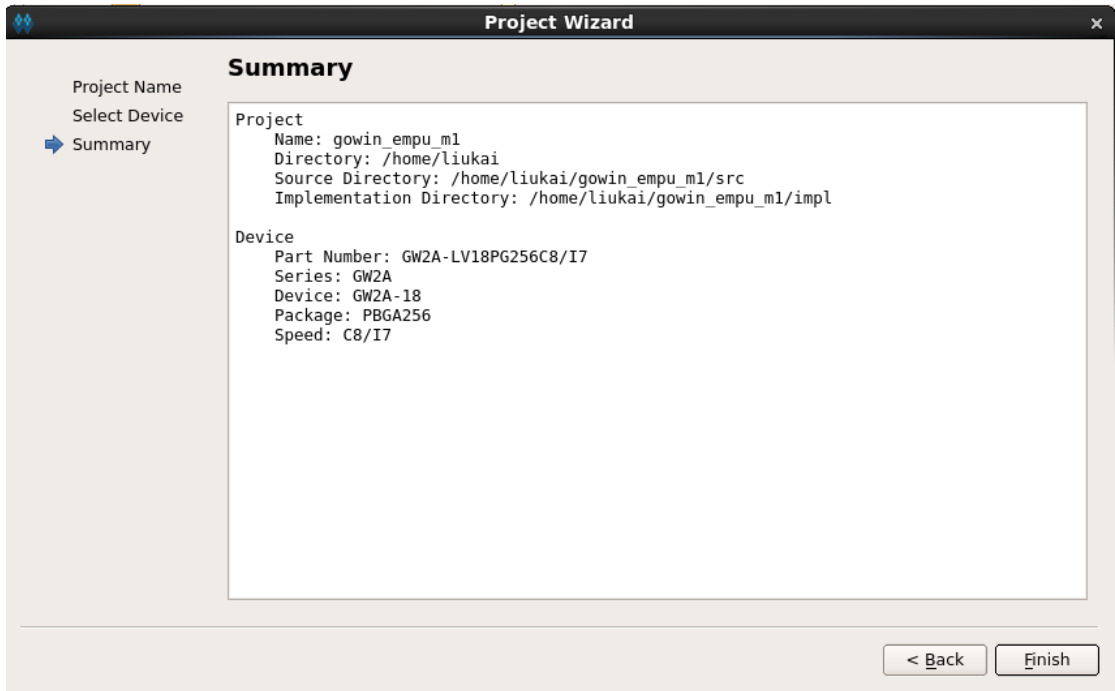 Project Wizard
Project Name
Select Device
Summary
Summary
Project
Name: gowin_empu_m1
Directory: /home/liukai
Source Directory: /home/liukai/gowin_empu_m1/src
Implementation Directory: /home/liukai/gowin_empu_m1/impl
Device
Part Number: GW2A-LV18PG256C8/I7
Series: GW2A
Device: GW2A-18
Package: PBGA256
Speed: C8/I7
< Back
Finish